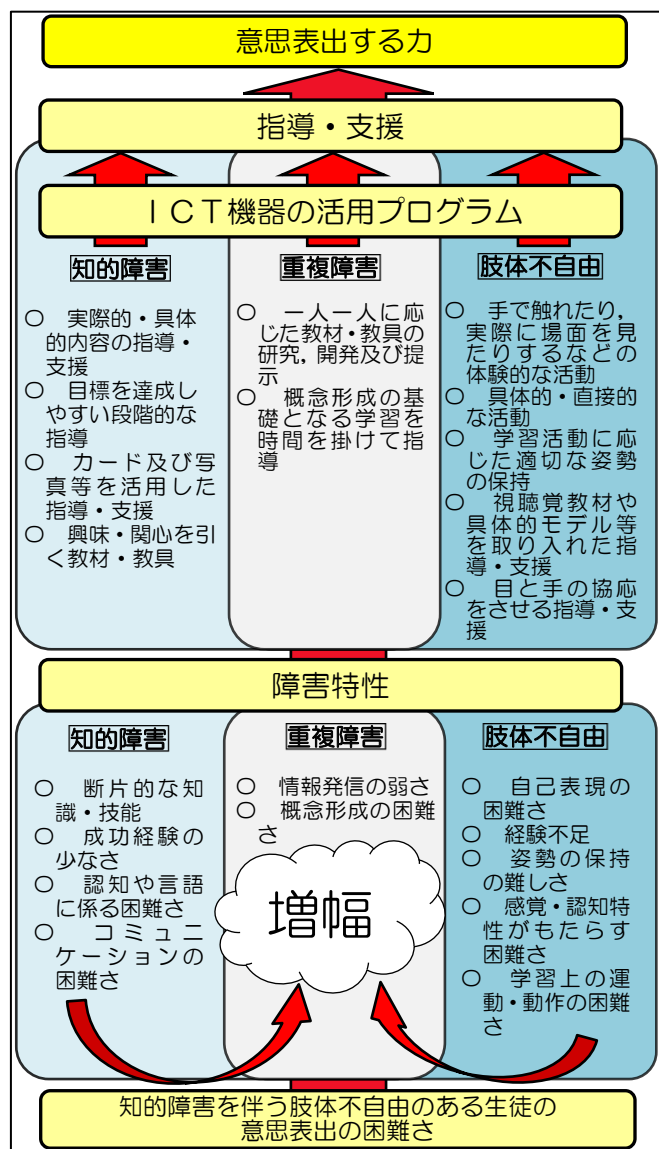 意思表出する力
指導・支援
ＩＣＴ機器の活用プログラム
知的障害
○　実際的・具体
的内容の指導・
支援
○　目標を達成し
やすい段階的な
指導
○　カード及び写
真等を活用した
指導・支援
○　興味・関心を引
く教材・教具
重複障害
○　一人一人に応
じた教材・教具の
研究，開発及び提
示
○　概念形成の基
礎となる学習を
時間を掛けて指
導
肢体不自由
○　手で触れたり，
実際に場面を見
たりするなどの
体験的な活動
○　具体的・直接的
な活動
○　学習活動に応
じた適切な姿勢
の保持
○　視聴覚教材や
具体的モデル等
を取り入れた指
導・支援
○　目と手の協応
をさせる指導・支
援
障害特性
知的障害
○　断片的な知
識・技能
○　成功経験の
少なさ
○　認知や言語
に係る困難さ
○　コミュニ
ケーションの
困難さ
重複障害
○　情報発信の弱さ
○　概念形成の困難
さ
増幅
肢体不自由
○　自己表現の
困難さ
○　経験不足
○　姿勢の保持
の難しさ
○　感覚・認知特
性がもたらす
困難さ
○　学習上の運
動・動作の困難
さ
知的障害を伴う肢体不自由のある生徒の
意思表出の困難さ